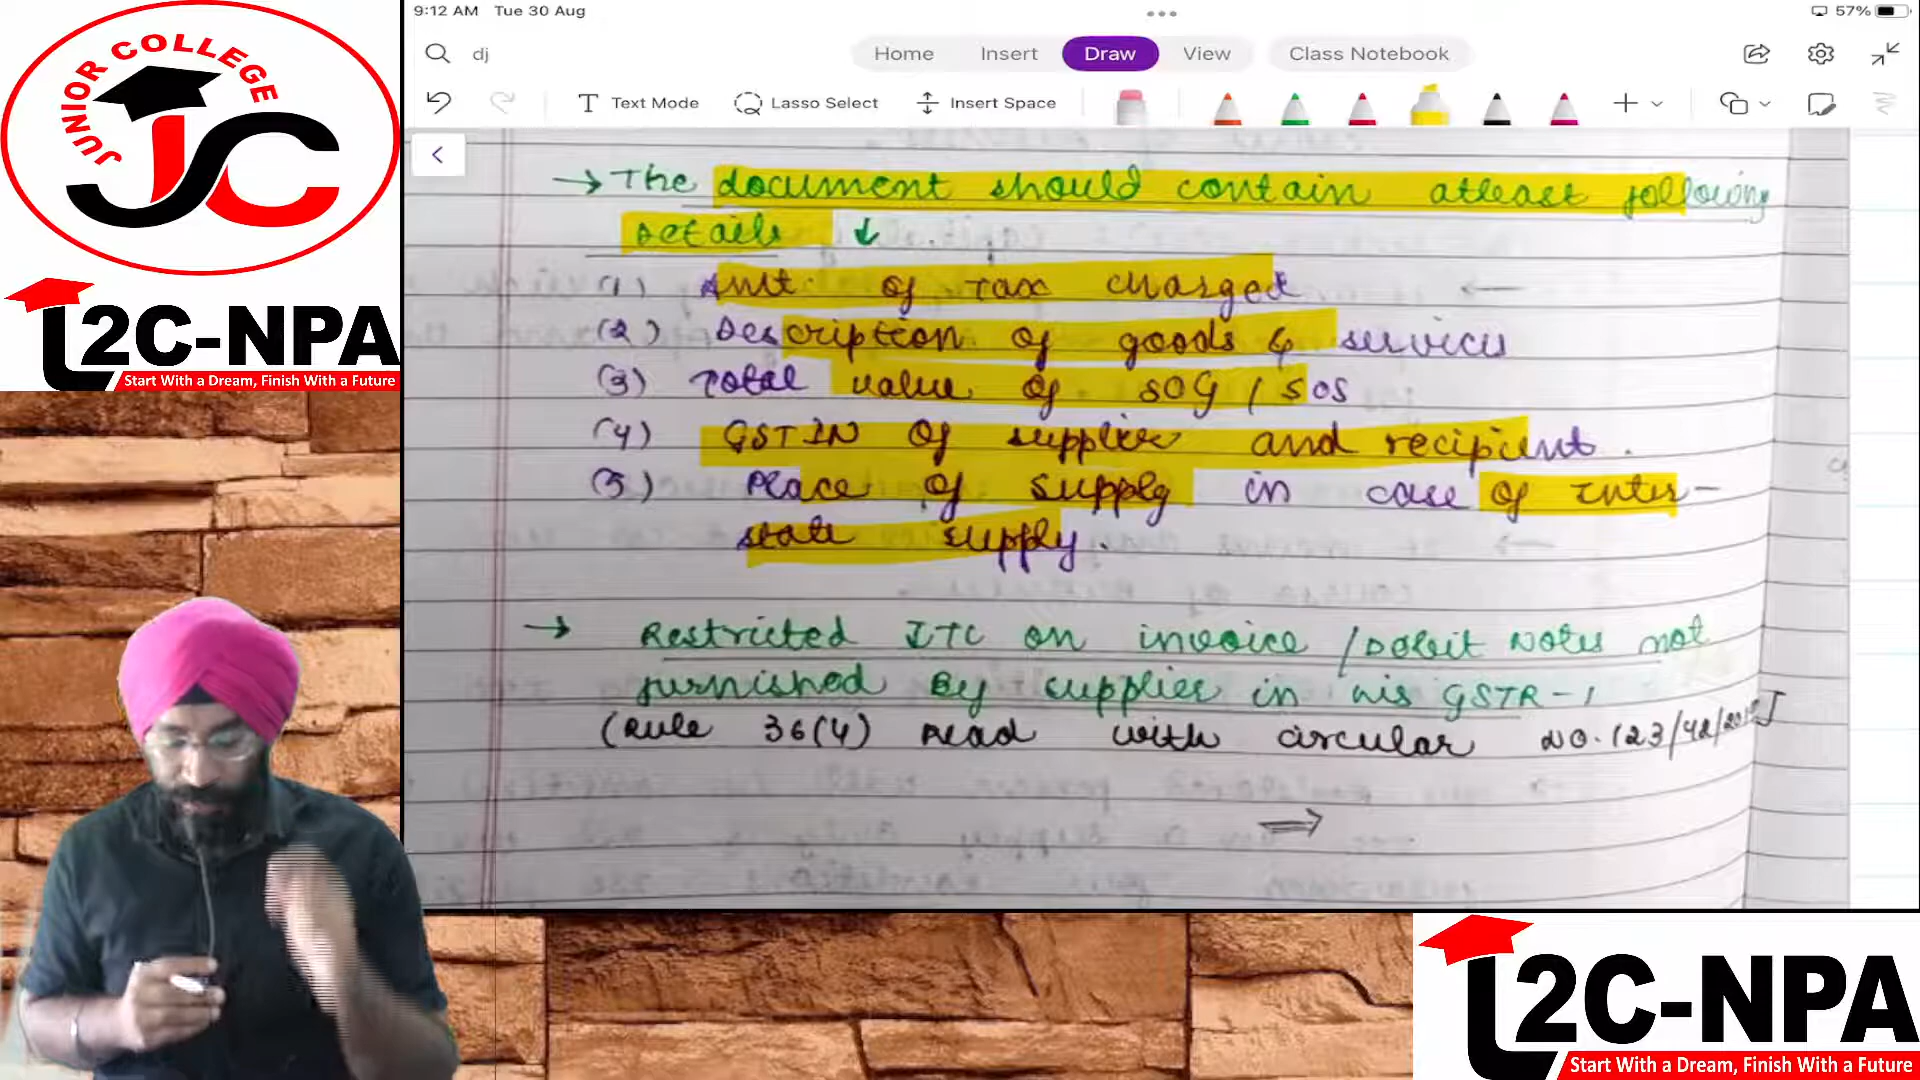 9:12 AM Tue 30 Aug
57%
dj
Home Insert Draw View Class Notebook
Text Mode Lasso Select Insert Space
JUNIOR COLLEGE
JC
L2C-NPA
Start With a Dream, Finish With a Future
→ The document should contain atleast following
Details ↓
(1) Amt. of Tax charged
(2) Description of goods & services
(3) Total value of SOG / SOS
(4) GSTIN of supplier and recipient.
(5) Place of supply in case of inter-
state supply.
→ Restricted ITC on invoice / Debit Notes not
furnished By supplier in his GSTR-1
(Rule 36(4) Read with circular NO. 123/42/2019]
⇒
L2C-NPA
Start With a Dream, Finish With a Future